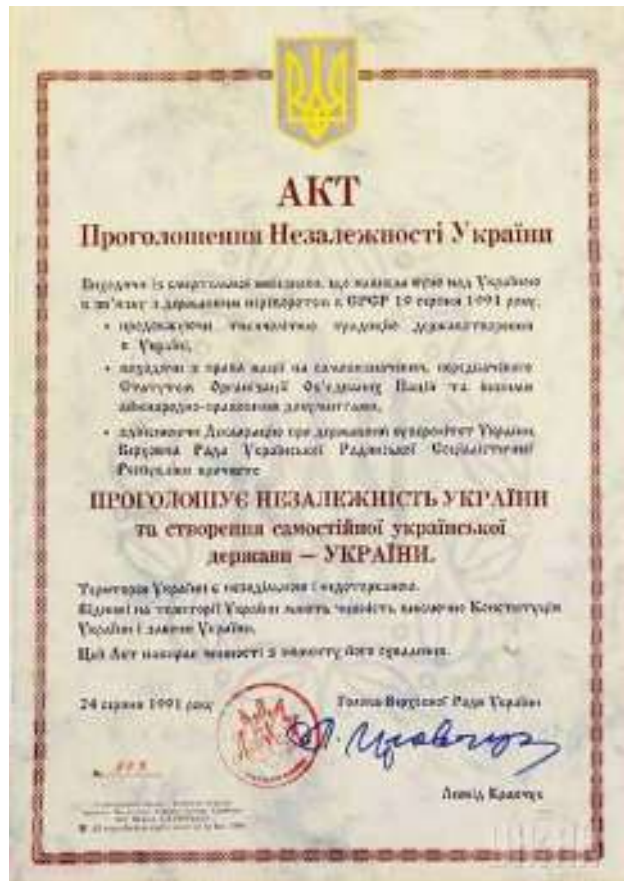 АКТ
Проголошення Незалежності України
Виходячи із смертельної небезпеки, що нависла була над Україною
в зв'язку з державним переворотом в СРСР 19 серпня 1991 року,
• продовжуючи тисячолітню традицію державотворення
в Україні,
• виходячи з права нації на самовизначення, передбаченого
Статутом Організації Об'єднаних Націй та іншими
міжнародно-правовими документами,
• здійснюючи Декларацію про державний суверенітет України,
Верховна Рада Української Радянської Соціалістичної
Республіки урочисто
ПРОГОЛОШУЄ НЕЗАЛЕЖНІСТЬ УКРАЇНИ
та створення самостійної української
держави — УКРАЇНИ.
Територія України є неподільною і недоторканою.
Віднині на території України мають чинність виключно Конституція
України і закони України.
Цей Акт набирає чинності з моменту його схвалення.
24 серпня 1991 року
Голова Верховної Ради України
Леонід Кравчук